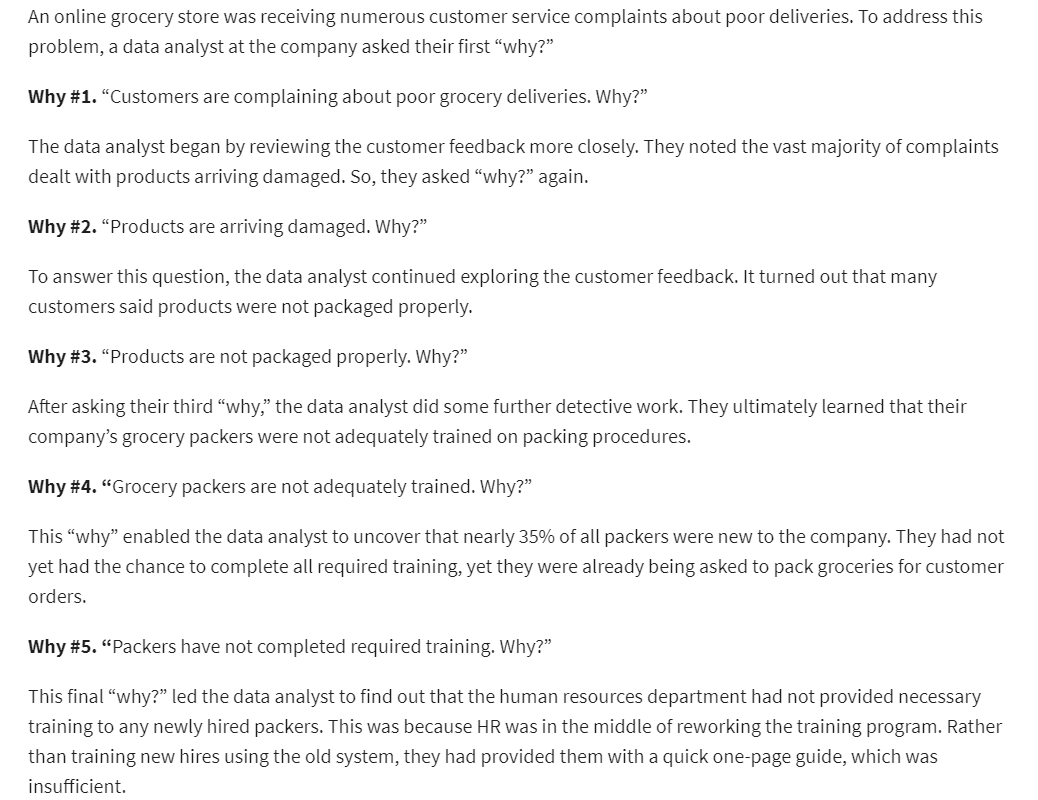 An online grocery store was receiving numerous customer service complaints about poor deliveries. To address this
problem, a data analyst at the company asked their first “why?”
Why #1. “Customers are complaining about poor grocery deliveries. Why?”
The data analyst began by reviewing the customer feedback more closely. They noted the vast majority of complaints
dealt with products arriving damaged. So, they asked “why?” again.
Why #2. “Products are arriving damaged. Why?”
To answer this question, the data analyst continued exploring the customer feedback. It turned out that many
customers said products were not packaged properly.
Why #3. “Products are not packaged properly. Why?”
After asking their third “why,” the data analyst did some further detective work. They ultimately learned that their
company’s grocery packers were not adequately trained on packing procedures.
Why #4. “Grocery packers are not adequately trained. Why?”
This “why” enabled the data analyst to uncover that nearly 35% of all packers were new to the company. They had not
yet had the chance to complete all required training, yet they were already being asked to pack groceries for customer
orders.
Why #5. “Packers have not completed required training. Why?”
This final “why?” led the data analyst to find out that the human resources department had not provided necessary
training to any newly hired packers. This was because HR was in the middle of reworking the training program. Rather
than training new hires using the old system, they had provided them with a quick one-page guide, which was
insufficient.